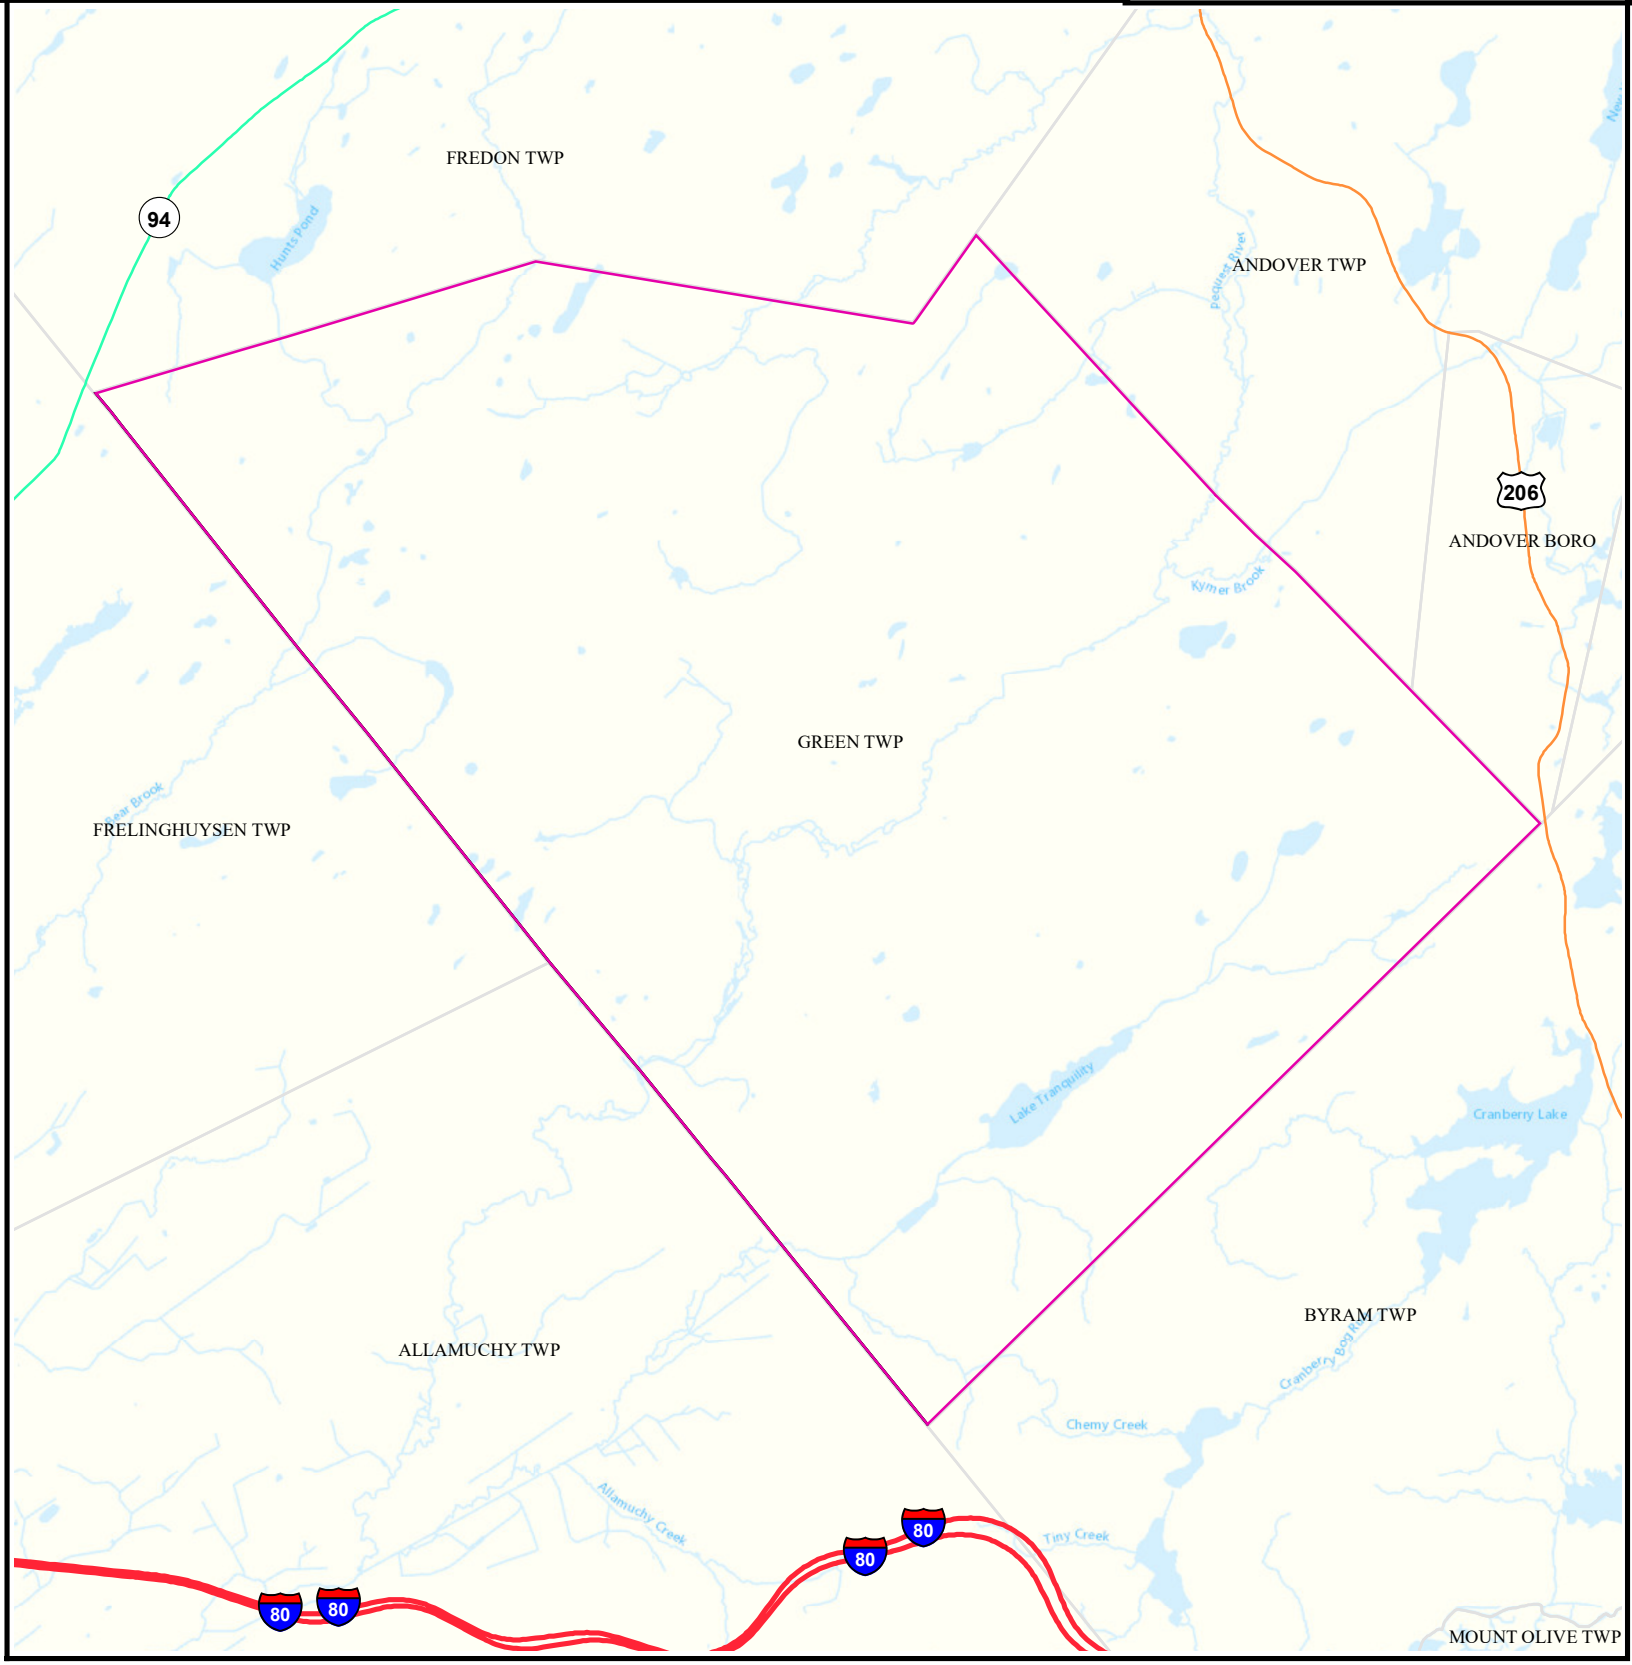 FREDON TWP
94
Hunts Pond
Pequest River
ANDOVER TWP
206
ANDOVER BORO
Kymer Brook
GREEN TWP
Bear Brook
FRELINGHUYSEN TWP
Lake Tranquility
Cranberry Lake
BYRAM TWP
ALLAMUCHY TWP
Chemy Creek
Allamuchy Creek
80
80
Tiny Creek
80
80
MOUNT OLIVE TWP